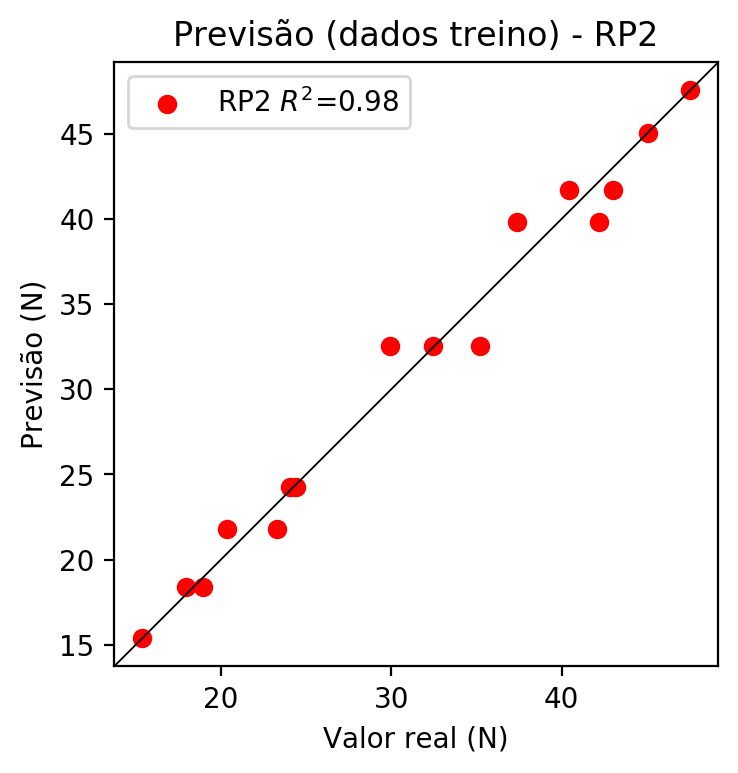 Previsão (dados treino) - RP2
RP2 R²=0.98
45
40
35
30
25
20
15
Previsão (N)
20 30 40
Valor real (N)